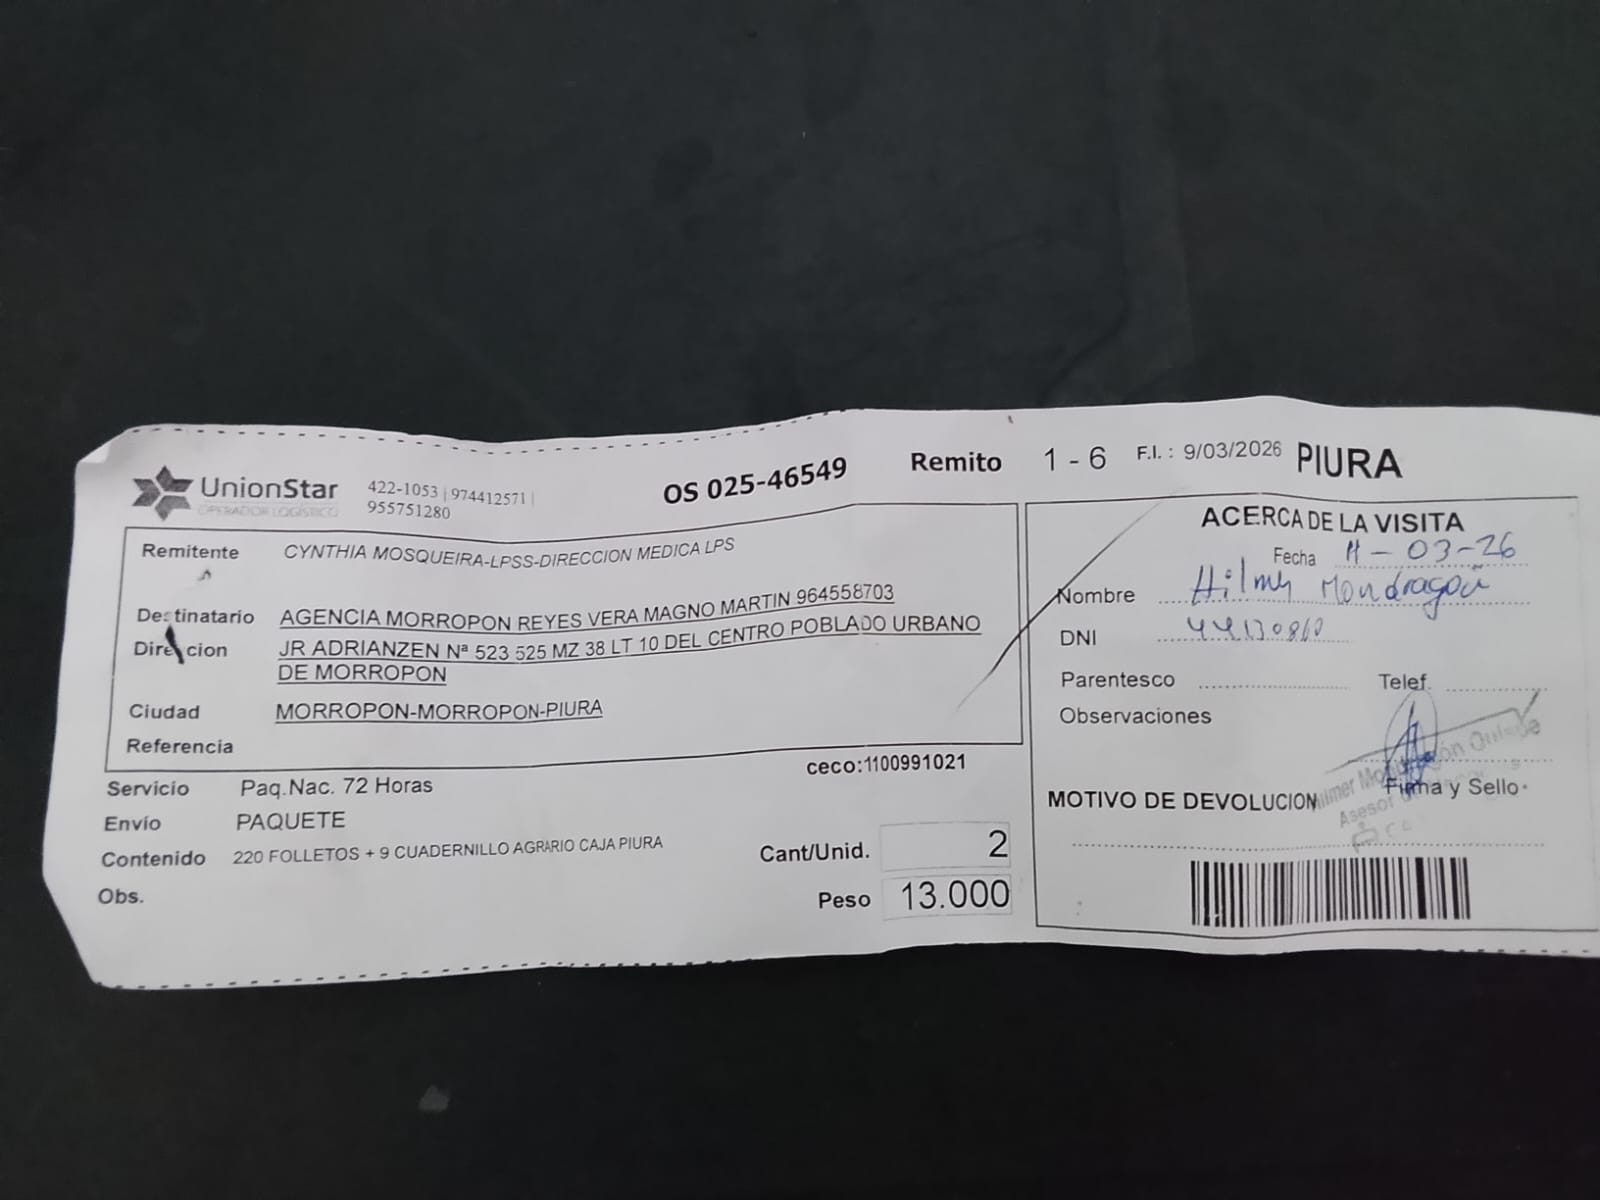 UnionStar
OPERADOR LOGÍSTICO
422-1053 | 974412571 |
955751280
OS 025-46549
Remito 1 - 6 F.I. : 9/03/2026 PIURA
Remitente CYNTHIA MOSQUEIRA-LPSS-DIRECCION MEDICA LPS
Destinatario AGENCIA MORROPON REYES VERA MAGNO MARTIN 964558703
Direccion JR ADRIANZEN Nª 523 525 MZ 38 LT 10 DEL CENTRO POBLADO URBANO
DE MORROPON
Ciudad MORROPON-MORROPON-PIURA
Referencia
ceco:1100991021
Servicio Paq.Nac. 72 Horas
Envío PAQUETE
Contenido 220 FOLLETOS + 9 CUADERNILLO AGRARIO CAJA PIURA
Obs.
Cant/Unid. 2
Peso 13.000
ACERCA DE LA VISITA
Fecha 11-03-26
Nombre Hilmer Mondragon
DNI
Parentesco Telef.
Observaciones
Asesor
Firma y Sello
MOTIVO DE DEVOLUCION